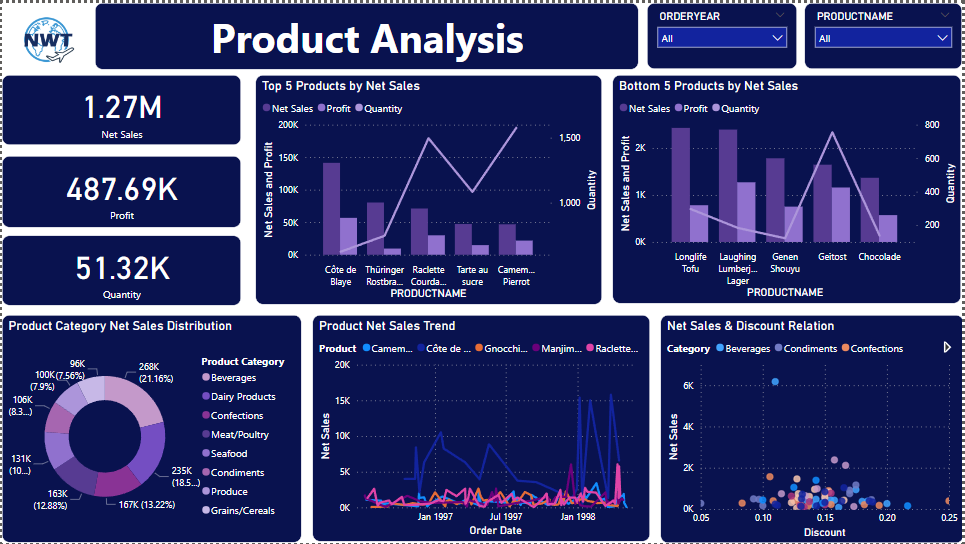 NWT
Product Analysis
ORDERYEAR
All
PRODUCTNAME
All
1.27M
Net Sales
487.69K
Profit
51.32K
Quantity
Top 5 Products by Net Sales
Net Sales Profit Quantity
200K
150K
100K
50K
0K
Net Sales and Profit
1,500
1,000
Quantity
Côte de Blaye
Thüringer Rostbra...
Raclette Courda...
Tarte au sucre
Camem... Pierrot
PRODUCTNAME
Bottom 5 Products by Net Sales
Net Sales Profit Quantity
2K
1K
0K
Net Sales and Profit
800
600
400
200
Quantity
Longlife Tofu
Laughing Lumberj... Lager
Genen Shouyu
Geitost
Chocolade
PRODUCTNAME
Product Category Net Sales Distribution
268K (21.16%)
235K (18.5...)
167K (13.22%)
163K (12.88%)
131K (10...)
106K (8.3...)
100K (7.9%)
96K (7.56%)
Product Category
Beverages
Dairy Products
Confections
Meat/Poultry
Seafood
Condiments
Produce
Grains/Cereals
Product Net Sales Trend
Product Camem... Côte de ... Gnocchi... Manjim... Raclette...
20K
15K
10K
5K
0K
Net Sales
Jan 1997 Jul 1997 Jan 1998
Order Date
Net Sales & Discount Relation
Category Beverages Condiments Confections
6K
4K
2K
0K
Net Sales
0.05 0.10 0.15 0.20 0.25
Discount